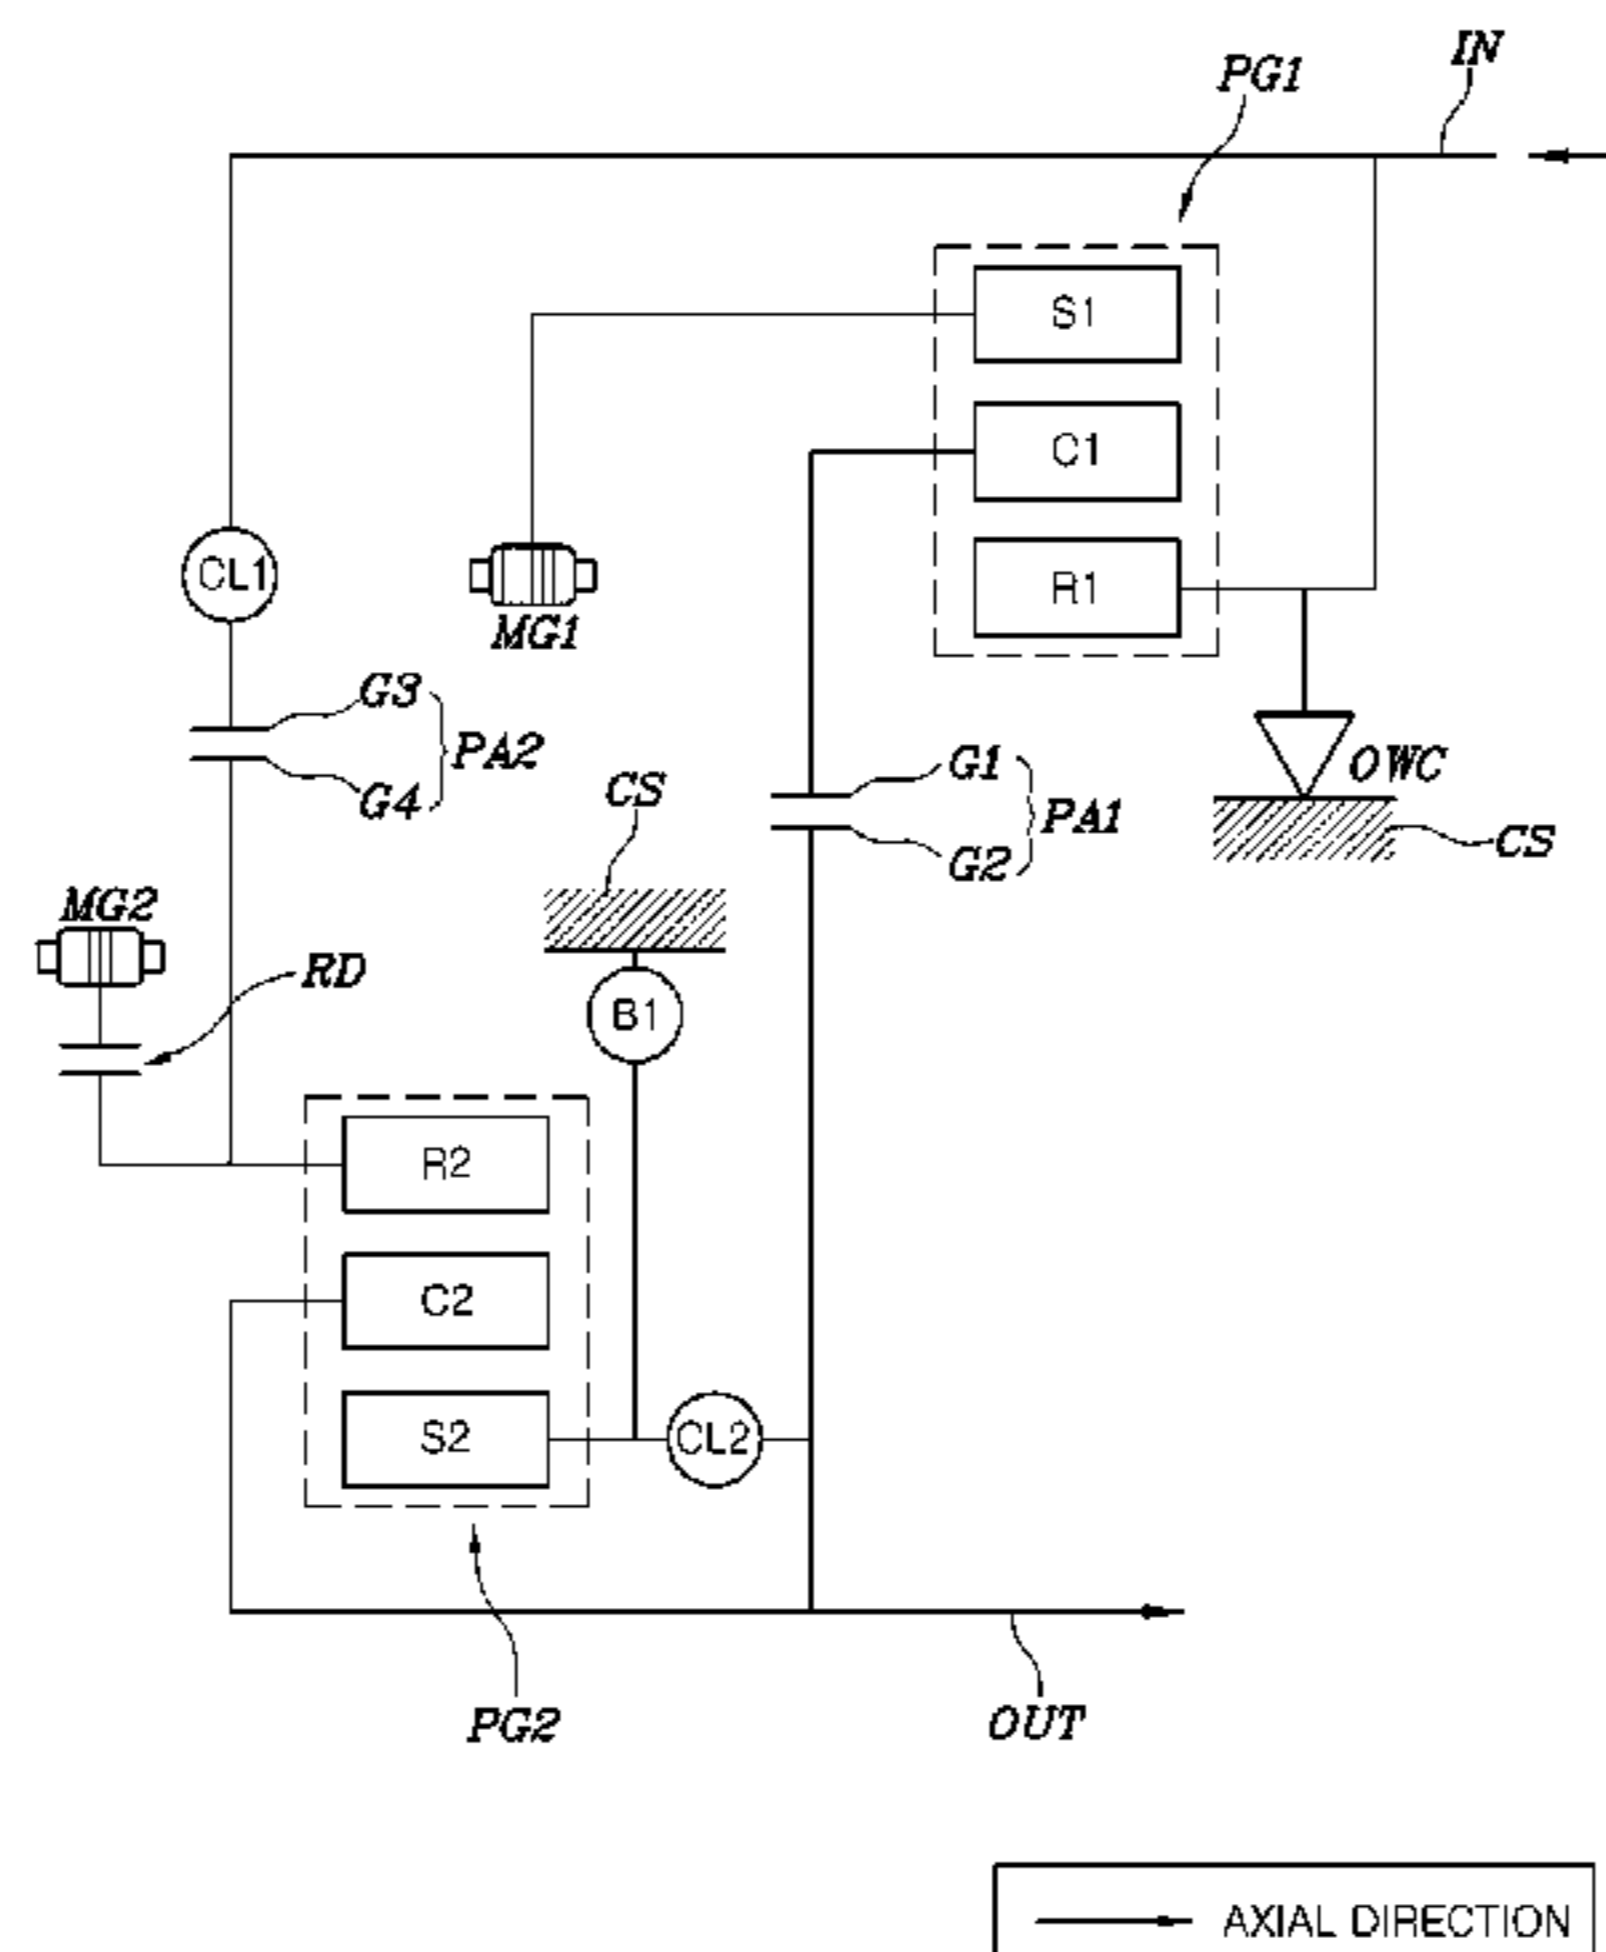 IN
PG1
S1
C1
R1
CL1
MG1
G3
PA2
G4
CS
G1
PA1
G2
OWC
CS
MG2
RD
B1
R2
C2
S2
CL2
PG2
OUT
AXIAL DIRECTION